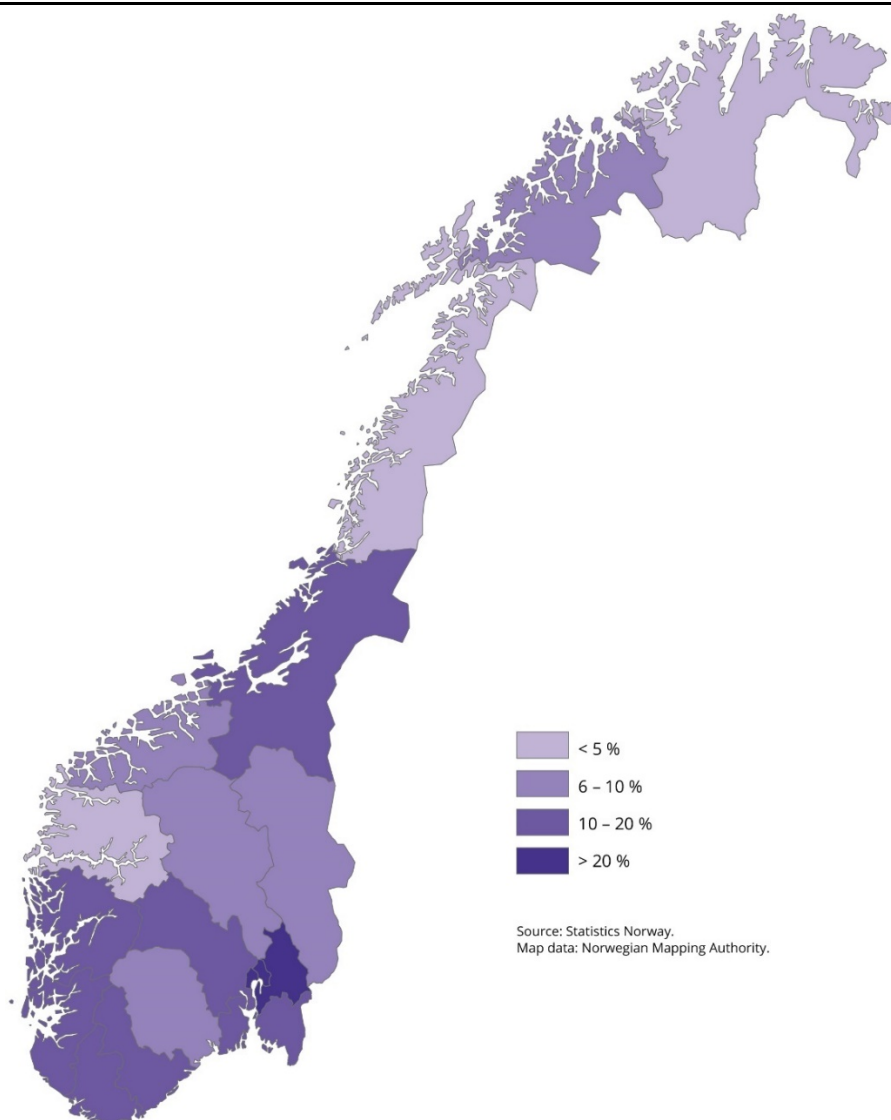 < 5 %
6 – 10 %
10 – 20 %
> 20 %
Source: Statistics Norway.
Map data: Norwegian Mapping Authority.